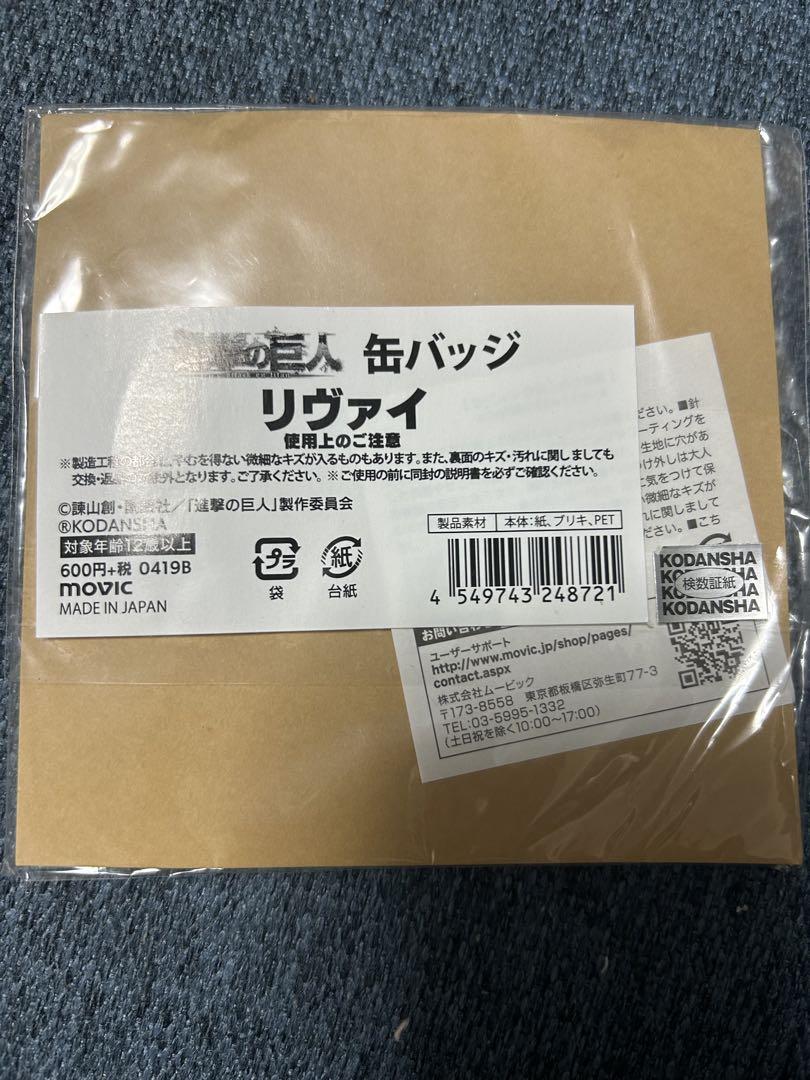 の巨人 缶バッジ
attack on titan
リヴァイ
使用上のご注意
※製造工程の都合上、やむを得ない微細なキズが入るものもあります。また、裏面のキズ・汚れに関しましても
交換・返品の対象外となります。ご了承ください。 ※ご使用の前に同封の説明書を必ずご確認ください。
©諫山創・講談社／「進撃の巨人」製作委員会
®KODANSHA
対象年齢12歳以上
600円+税 0419B
movic
MADE IN JAPAN
プラ
袋
紙
台紙
製品素材 本体:紙、ブリキ、PET
4 549743 248721
KODANSHA
検数証紙
KODANSHA
KODANSHA
ださい。■針
ーティングを
生地に穴があ
け外しは大人
に気をつけて保
い微細なキズが
に関しまして
ださい。■こち
ユーザーサポート
http://www.movic.jp/shop/pages/
contact.aspx
株式会社ムービック
〒173-8558 東京都板橋区弥生町77-3
TEL:03-5995-1332
(土日祝を除く10:00～17:00)